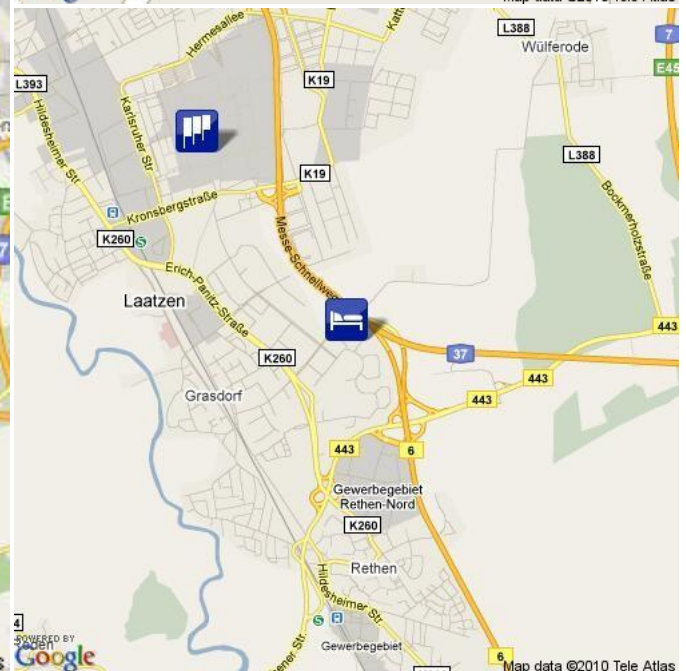 L388
Wülferode
7
E45
Hermesallee
L393
K19
Karlsruher Str
Hildesheimer Str
L388
K19
Kronsbergstraße
Bockmerholzstraße
K260
S
Messe-Schnellweg
Erich-Panitz-Straße
Laatzen
443
37
K260
443
Grasdorf
443
443
6
Gewerbegebiet
Rethen-Nord
K260
Rethen
Hildesheimer Str
S
Gewerbegebiet
POWERED BY
Google
6
Map data ©2010 Tele Atlas